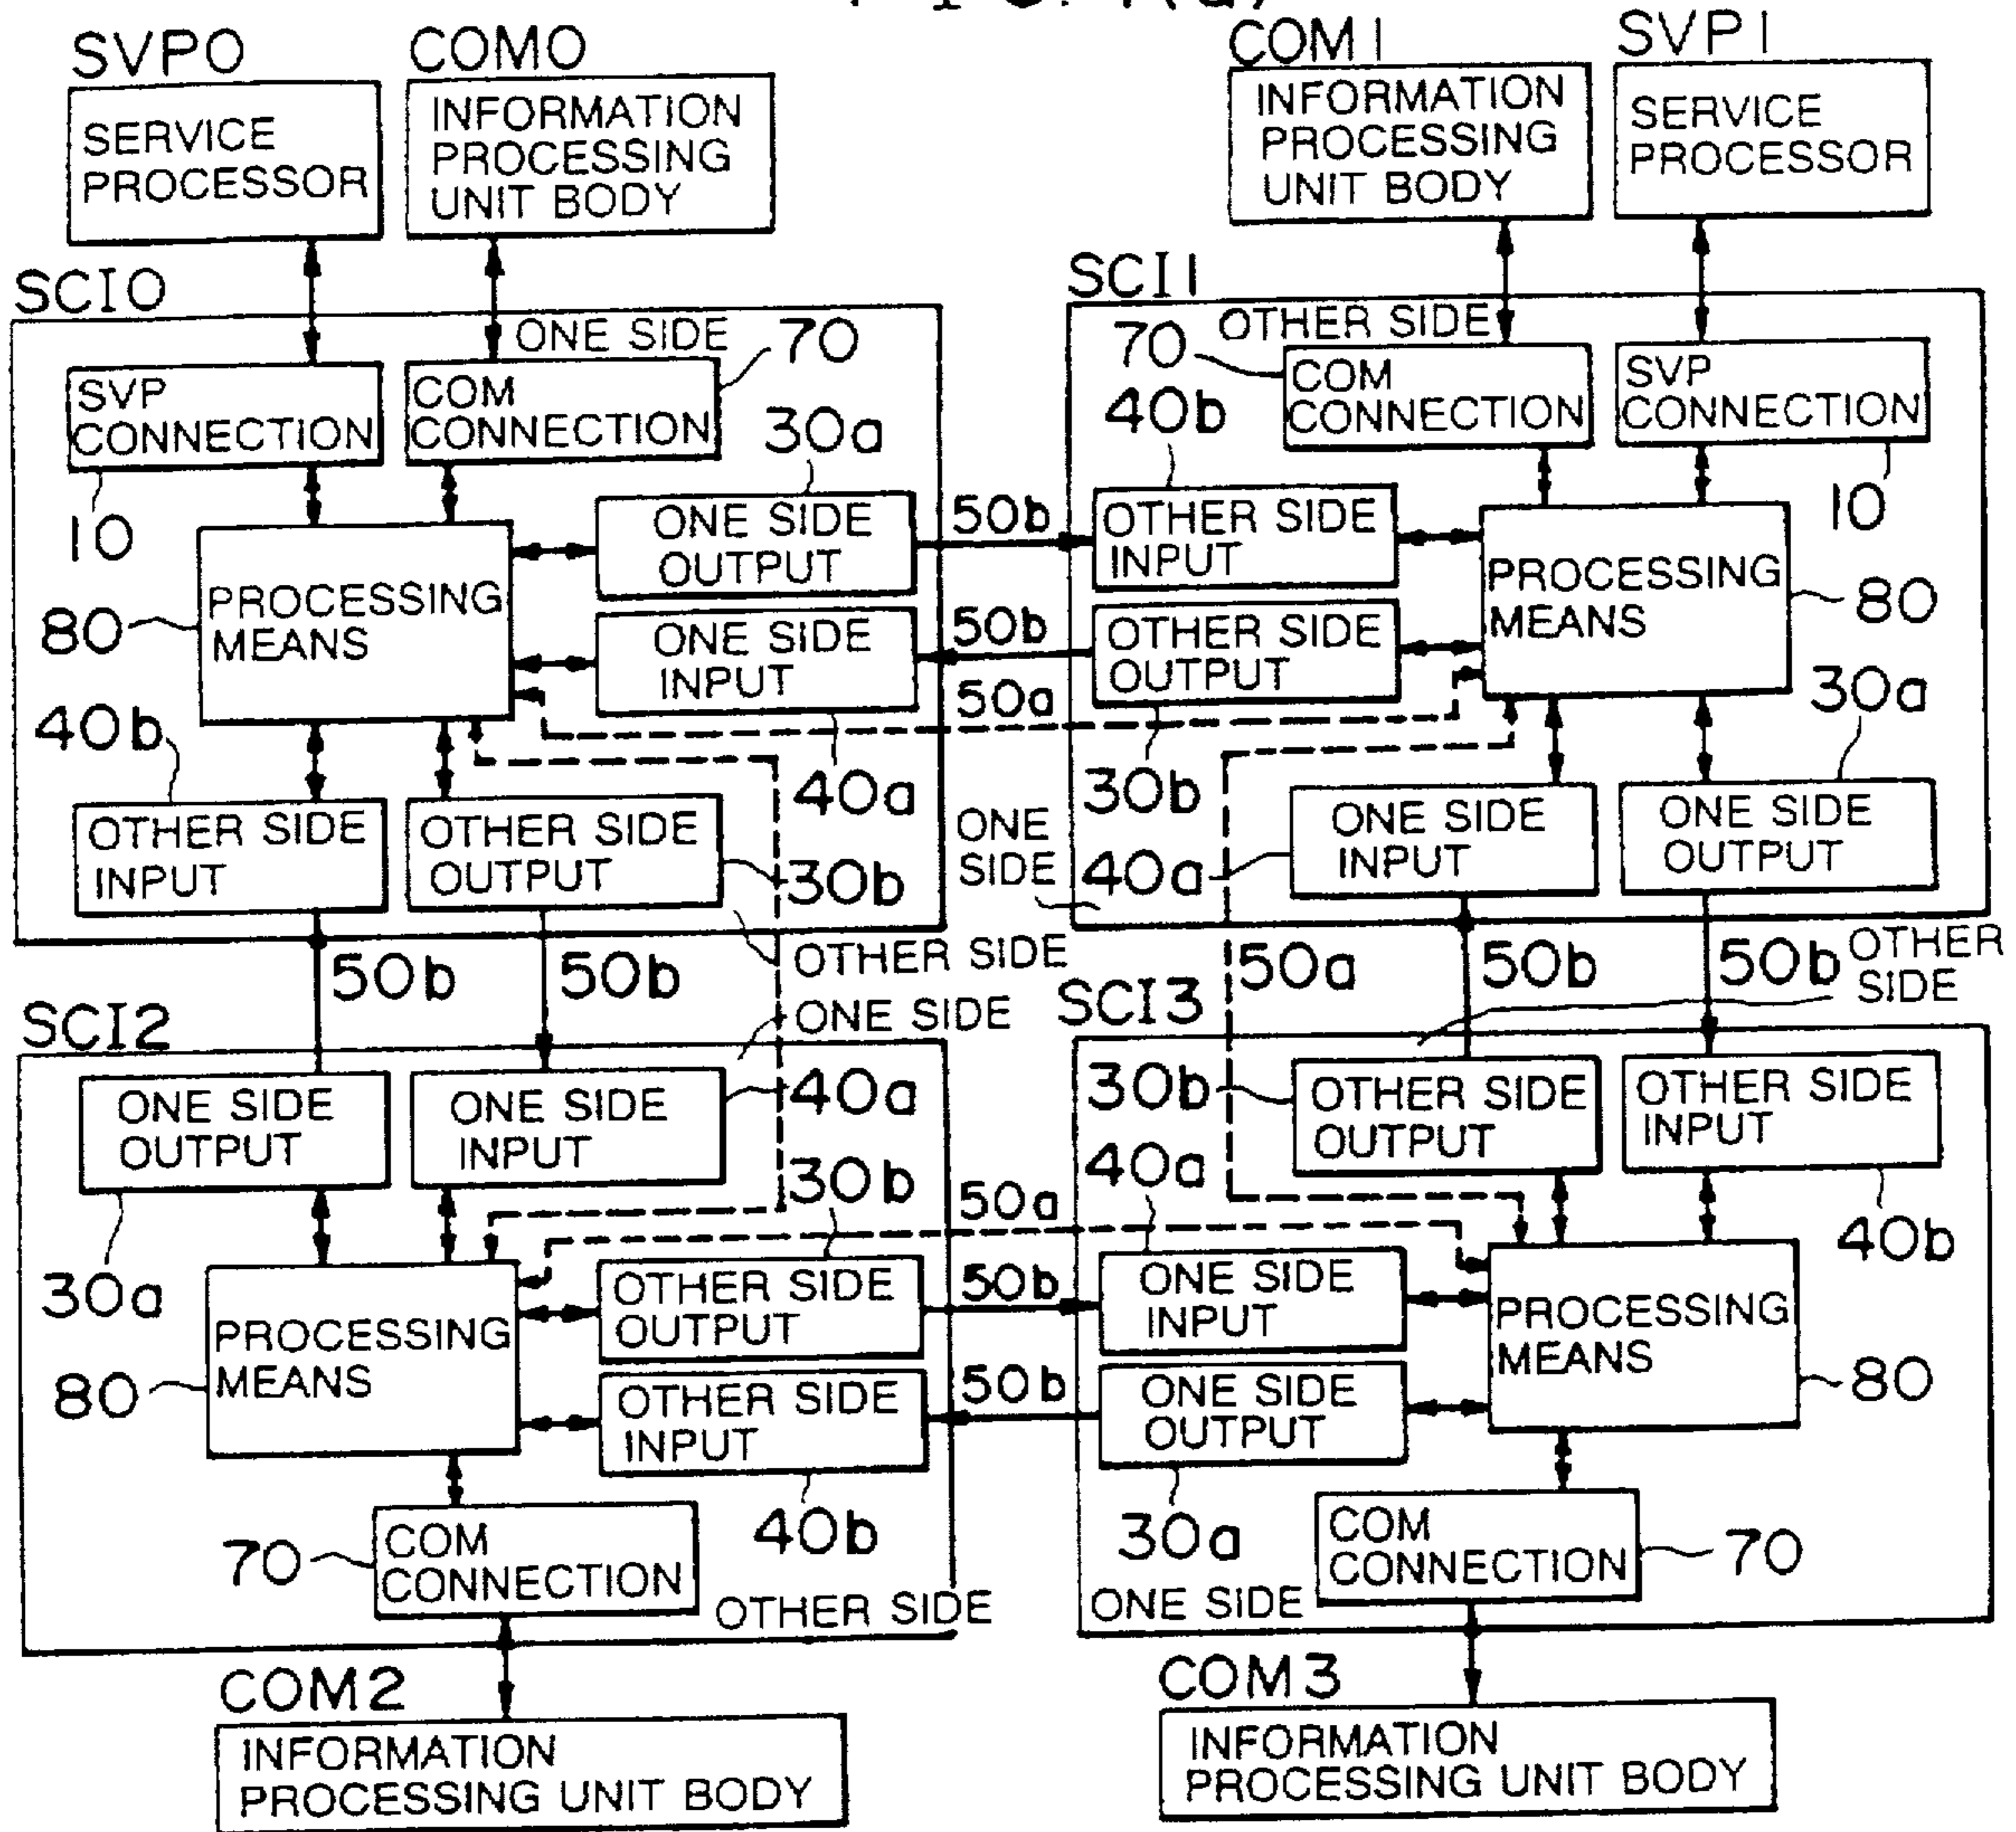 SVP0
COM0
COM1
SVP1
SERVICE
PROCESSOR
INFORMATION
PROCESSING
UNIT BODY
INFORMATION
PROCESSING
UNIT BODY
SERVICE
PROCESSOR
SCI0
ONE SIDE
70
SVP
CONNECTION
COM
CONNECTION
10
30a
ONE SIDE
OUTPUT
80
PROCESSING
MEANS
ONE SIDE
INPUT
40b
40a
OTHER SIDE
INPUT
OTHER SIDE
OUTPUT
30b
OTHER SIDE
50b
50b
50a
50b
50b
SCI1
OTHER SIDE
70
COM
CONNECTION
SVP
CONNECTION
40b
10
OTHER SIDE
INPUT
PROCESSING
MEANS
80
OTHER SIDE
OUTPUT
30b
30a
ONE
SIDE
40a
ONE SIDE
INPUT
ONE SIDE
OUTPUT
50a
50b
50b
OTHER
SIDE
SCI2
ONE SIDE
ONE SIDE
OUTPUT
ONE SIDE
INPUT
40a
30a
30b
PROCESSING
MEANS
80
OTHER SIDE
OUTPUT
OTHER SIDE
INPUT
40b
70
COM
CONNECTION
OTHER SIDE
50a
50b
50b
SCI3
30b
OTHER SIDE
OUTPUT
OTHER SIDE
INPUT
40a
40b
ONE SIDE
INPUT
PROCESSING
MEANS
80
ONE SIDE
OUTPUT
30a
COM
CONNECTION
70
ONE SIDE
COM2
INFORMATION
PROCESSING UNIT BODY
COM3
INFORMATION
PROCESSING UNIT BODY